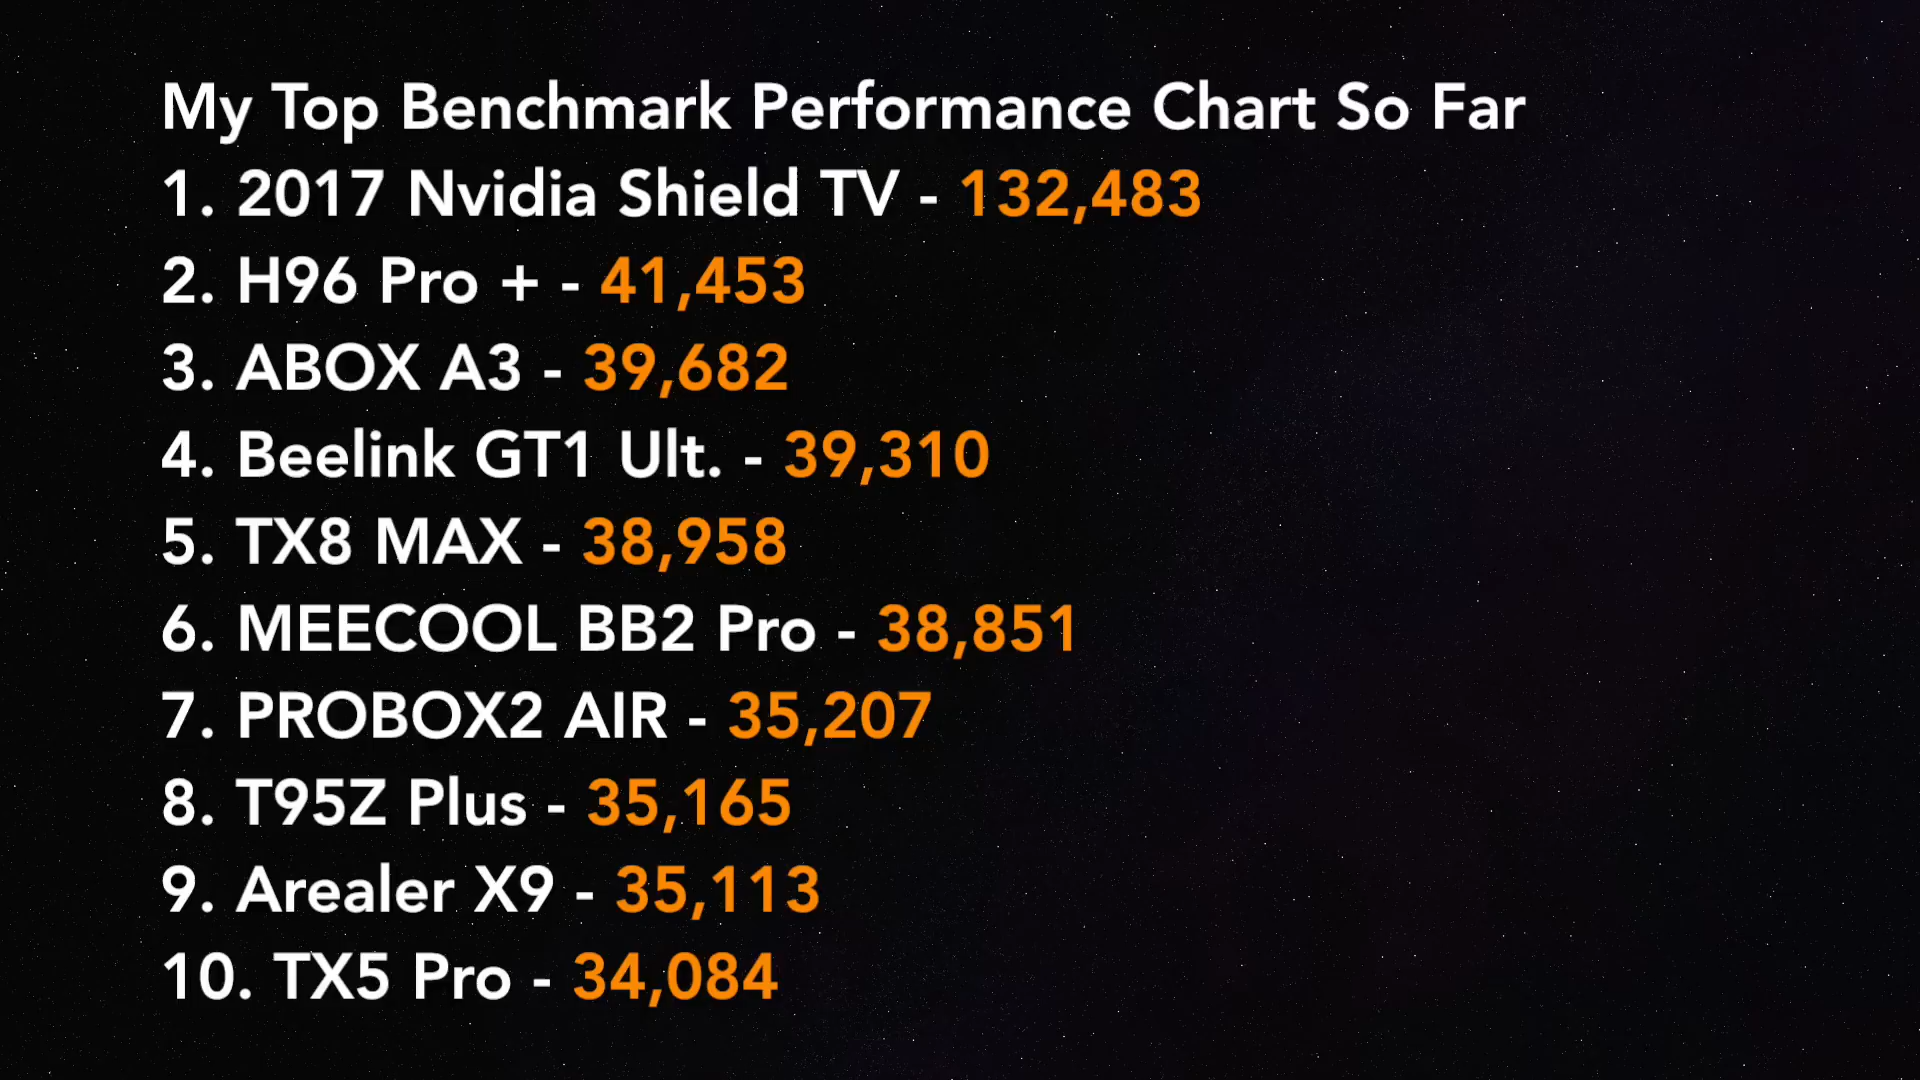 My Top Benchmark Performance Chart So Far
1. 2017 Nvidia Shield TV - 132,483
2. H96 Pro + - 41,453
3. ABOX A3 - 39,682
4. Beelink GT1 Ult. - 39,310
5. TX8 MAX - 38,958
6. MEECOOL BB2 Pro - 38,851
7. PROBOX2 AIR - 35,207
8. T95Z Plus - 35,165
9. Arealer X9 - 35,113
10. TX5 Pro - 34,084